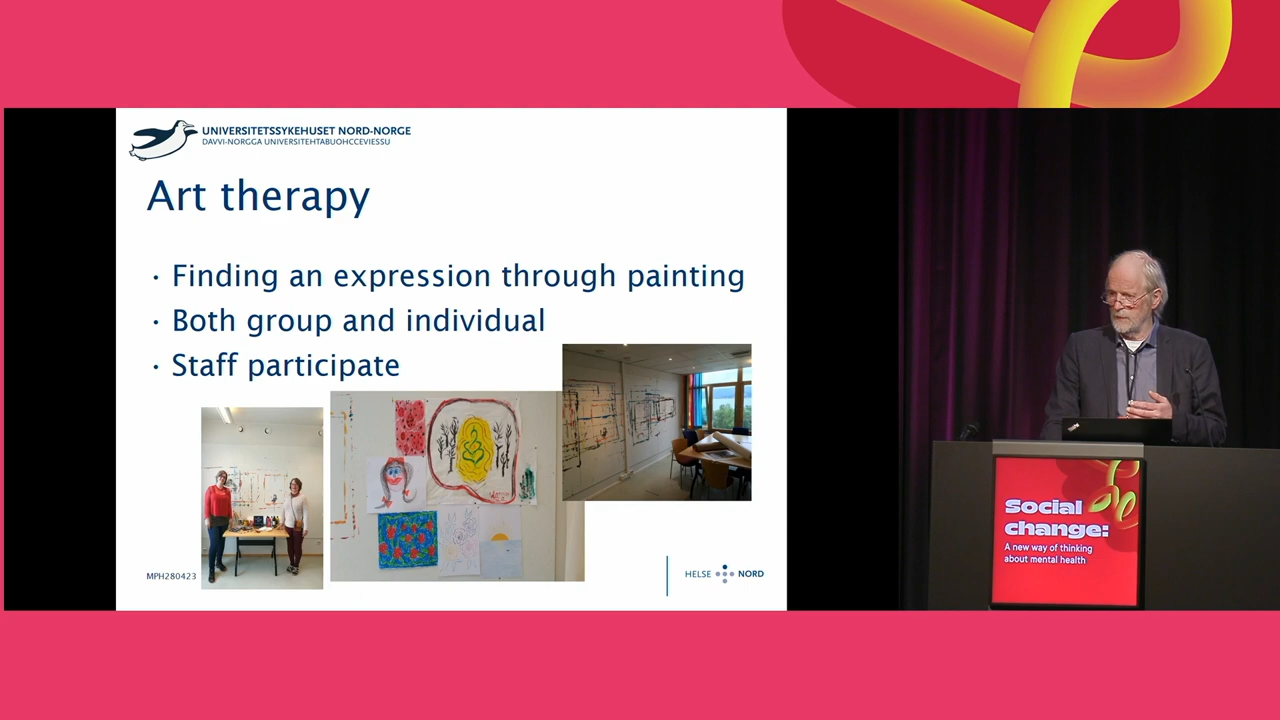 UNIVERSITETSSYKEHUSET NORD-NORGE
DAVVI-NORGGA UNIVERSITEHTABUOHCCEVIESSU
Art therapy
• Finding an expression through painting
• Both group and individual
• Staff participate
MPH280423
HELSE NORD
Social
change:
A new way of thinking
about mental health